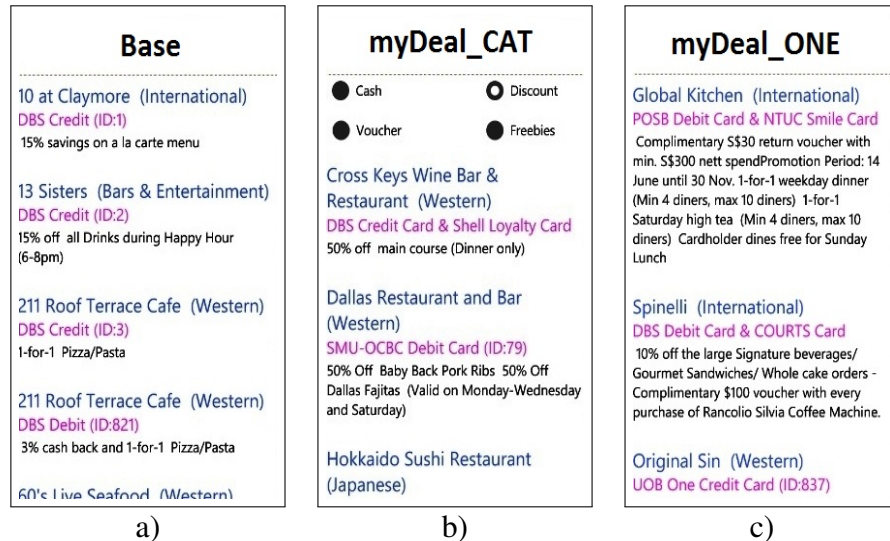 Base
10 at Claymore (International)
DBS Credit (ID:1)
15% savings on a la carte menu
13 Sisters (Bars & Entertainment)
DBS Credit (ID:2)
15% off all Drinks during Happy Hour
(6-8pm)
211 Roof Terrace Cafe (Western)
DBS Credit (ID:3)
1-for-1 Pizza/Pasta
211 Roof Terrace Cafe (Western)
DBS Debit (ID:821)
3% cash back and 1-for-1 Pizza/Pasta
60's Live Seafood (Western)
a)
myDeal_CAT
Cash
Discount
Voucher
Freebies
Cross Keys Wine Bar &
Restaurant (Western)
DBS Credit Card & Shell Loyalty Card
50% off main course (Dinner only)
Dallas Restaurant and Bar
(Western)
SMU-OCBC Debit Card (ID:79)
50% Off Baby Back Pork Ribs 50% Off
Dallas Fajitas (Valid on Monday-Wednesday
and Saturday)
Hokkaido Sushi Restaurant
(Japanese)
b)
myDeal_ONE
Global Kitchen (International)
POSB Debit Card & NTUC Smile Card
Complimentary S$30 return voucher with
min. S$300 nett spendPromotion Period: 14
June until 30 Nov. 1-for-1 weekday dinner
(Min 4 diners, max 10 diners) 1-for-1
Saturday high tea (Min 4 diners, max 10
diners) Cardholder dines free for Sunday
Lunch
Spinelli (International)
DBS Debit Card & COURTS Card
10% off the large Signature beverages/
Gourmet Sandwiches/ Whole cake orders -
Complimentary $100 voucher with every
purchase of Rancolio Silvia Coffee Machine.
Original Sin (Western)
UOB One Credit Card (ID:837)
c)